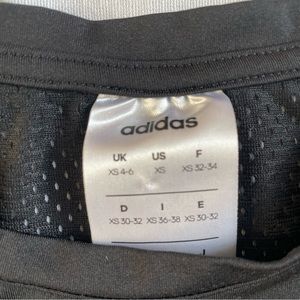 adidas
UK US F
XS 4-6 XS XS 32-34
D I E
XS 30-32 XS 36-38 XS 30-32
J